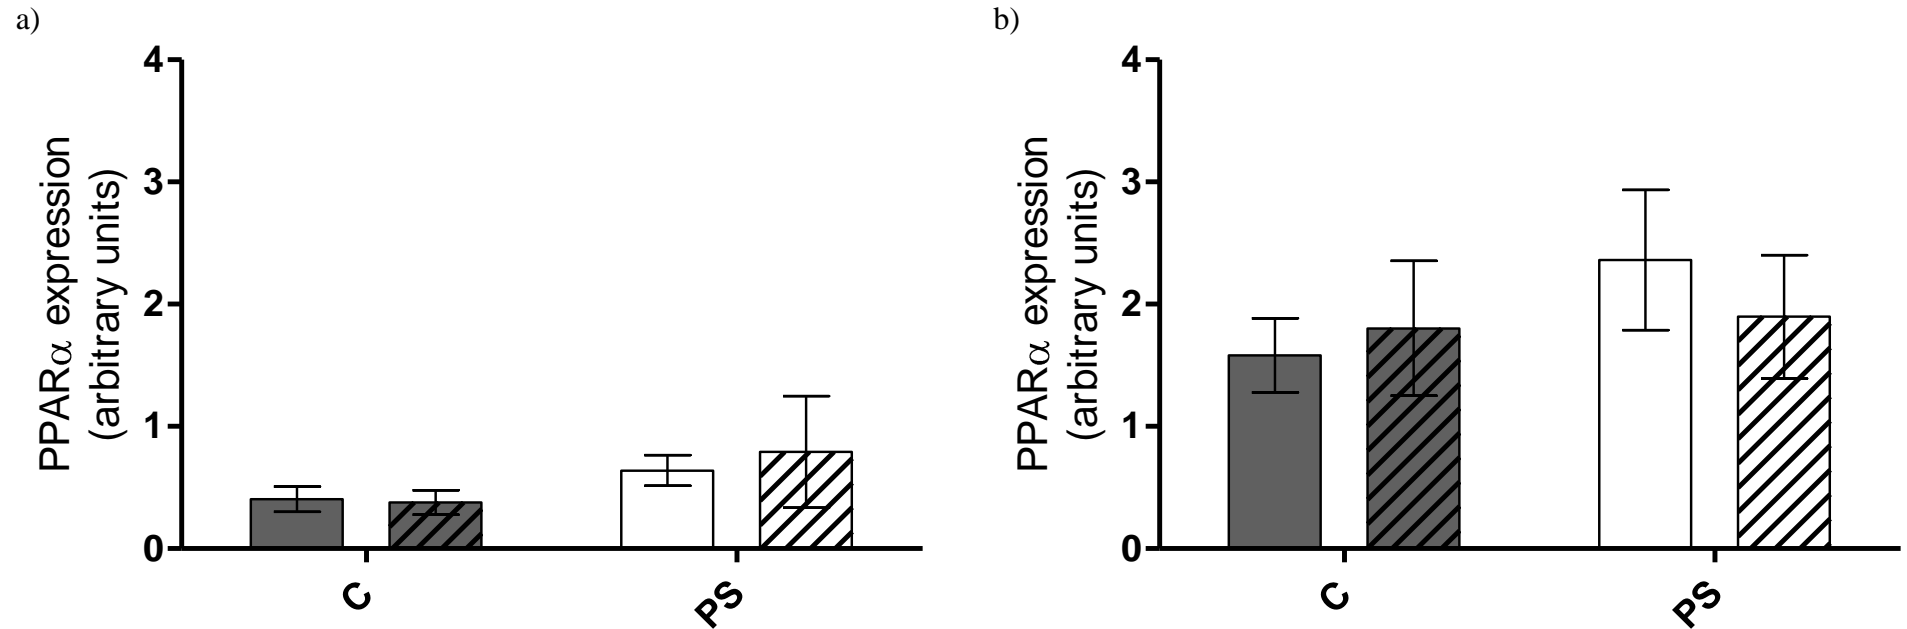 a)
PPARα expression
(arbitrary units)
4
3
2
1
0
C
PS
b)
PPARα expression
(arbitrary units)
4
3
2
1
0
C
PS